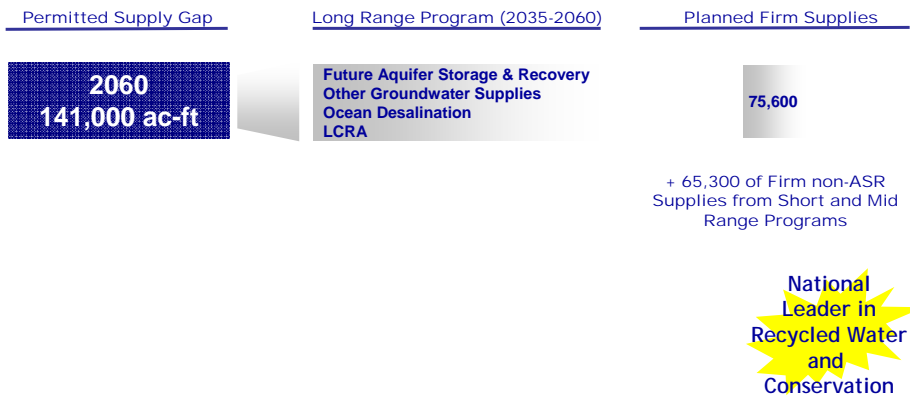 Permitted Supply Gap
Long Range Program (2035-2060)
Planned Firm Supplies
2060
141,000 ac-ft
Future Aquifer Storage & Recovery
Other Groundwater Supplies
Ocean Desalination
LCRA
75,600
+ 65,300 of Firm non-ASR
Supplies from Short and Mid
Range Programs
National
Leader in
Recycled Water
and
Conservation